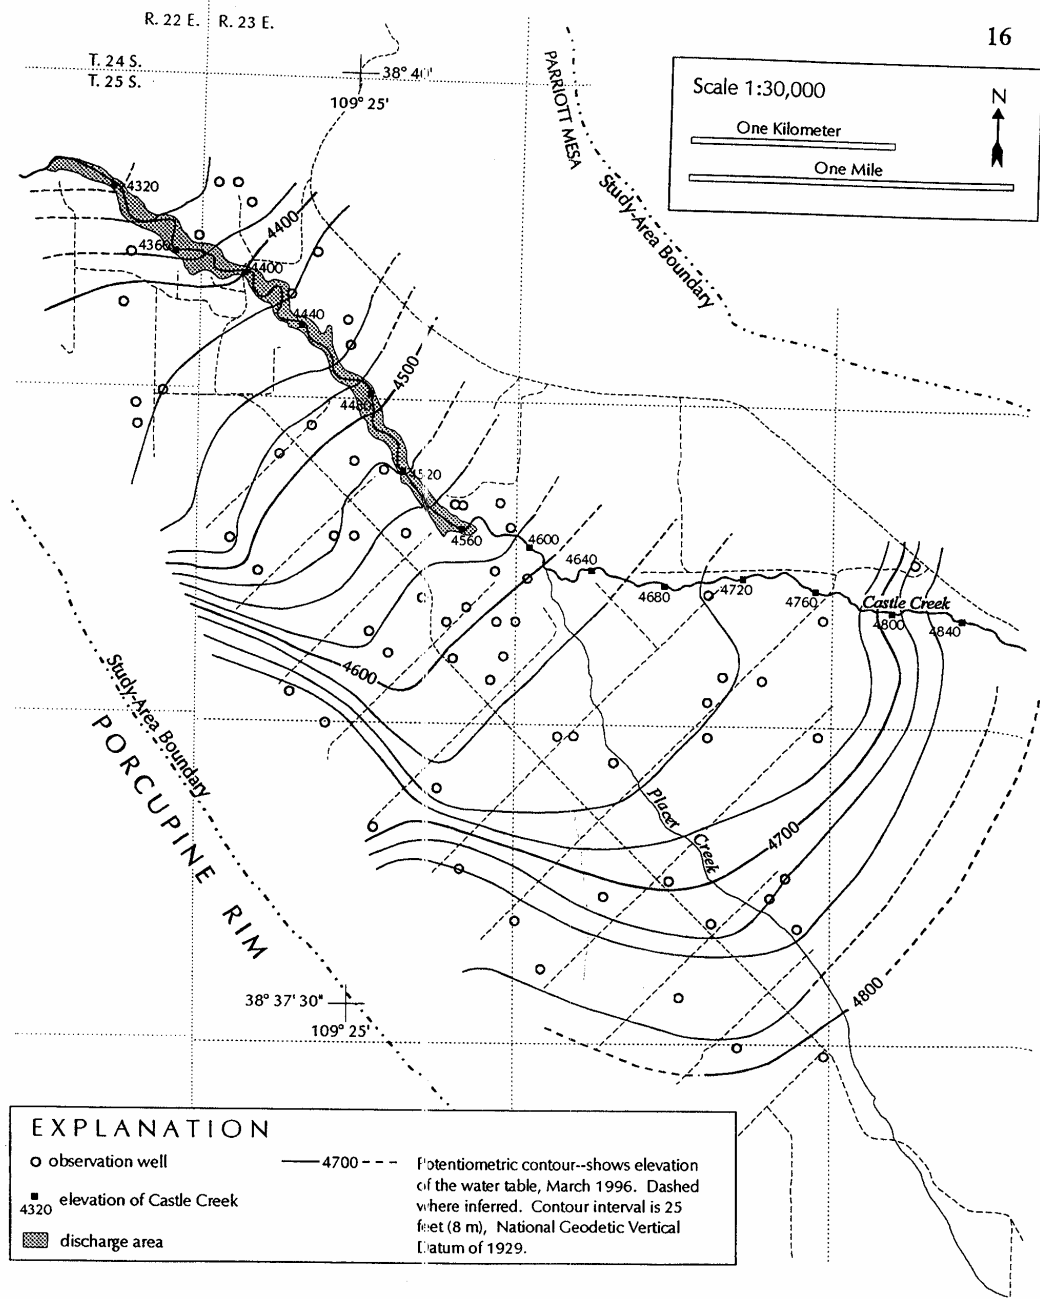 R. 22 E. R. 23 E.
16
T. 24 S.
T. 25 S.
38° 40'
109° 25'
PARRIOTT MESA
Scale 1:30,000
N
One Kilometer
One Mile
Study-Area Boundary
4320
4360
4400
4400
4440
4480
4500
4520
4560
4600
4640
4680
4720
4760
Castle Creek
4800
4840
4600
Study-Area Boundary
PORCUPINE RIM
Placer Creek
4700
4800
38° 37' 30"
109° 25'
EXPLANATION
observation well
4320 elevation of Castle Creek
discharge area
4700
Potentiometric contour--shows elevation
of the water table, March 1996. Dashed
where inferred. Contour interval is 25
feet (8 m), National Geodetic Vertical
Datum of 1929.